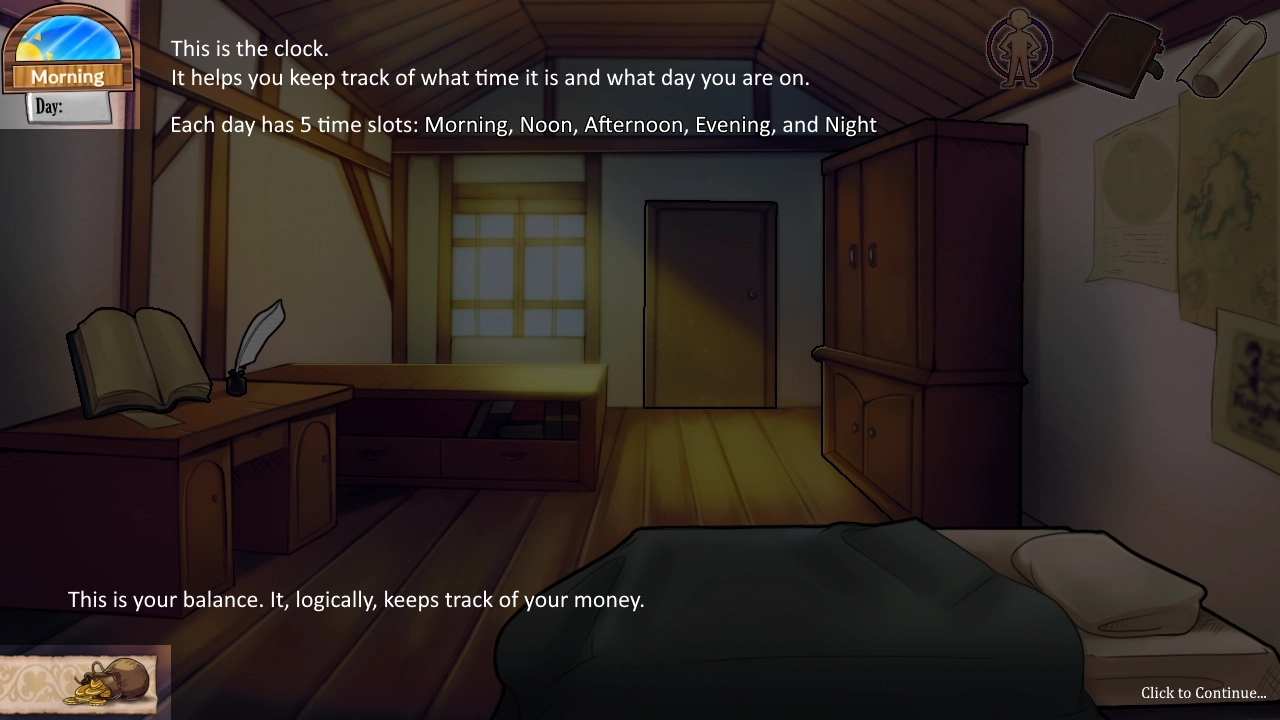 Morning
Day:
This is the clock.
It helps you keep track of what time it is and what day you are on.
Each day has 5 time slots: Morning, Noon, Afternoon, Evening, and Night
This is your balance. It, logically, keeps track of your money.
Click to Continue...